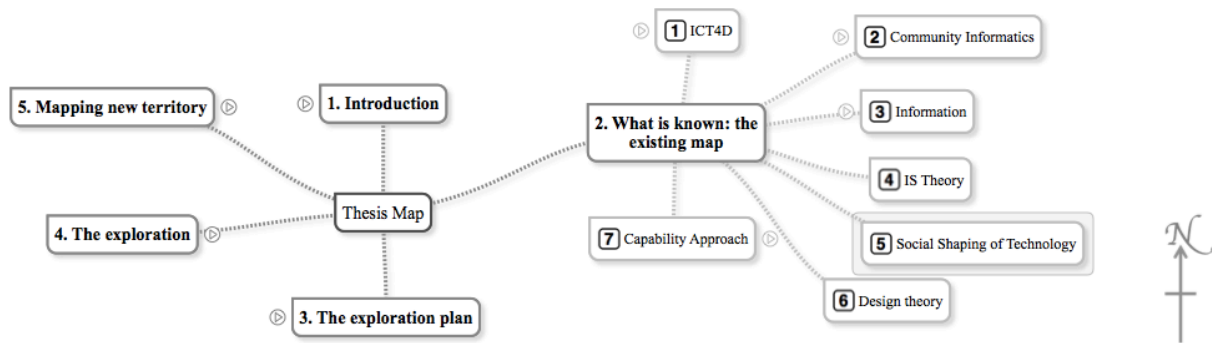 1 ICT4D
2 Community Informatics
5. Mapping new territory
1. Introduction
3 Information
2. What is known: the
existing map
4 IS Theory
Thesis Map
4. The exploration
7 Capability Approach
5 Social Shaping of Technology
6 Design theory
3. The exploration plan
N